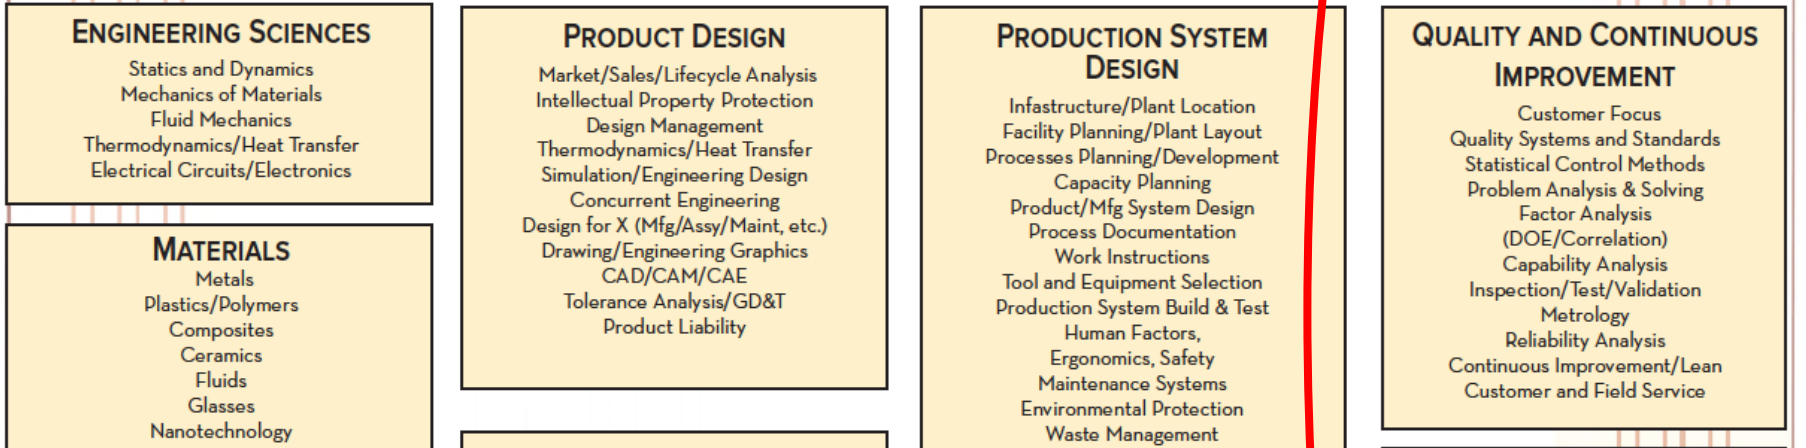 ENGINEERING SCIENCES
Statics and Dynamics
Mechanics of Materials
Fluid Mechanics
Thermodynamics/Heat Transfer
Electrical Circuits/Electronics
MATERIALS
Metals
Plastics/Polymers
Composites
Ceramics
Fluids
Glasses
Nanotechnology
PRODUCT DESIGN
Market/Sales/Lifecycle Analysis
Intellectual Property Protection
Design Management
Thermodynamics/Heat Transfer
Simulation/Engineering Design
Concurrent Engineering
Design for X (Mfg/Assy/Maint, etc.)
Drawing/Engineering Graphics
CAD/CAM/CAE
Tolerance Analysis/GD&T
Product Liability
PRODUCTION SYSTEM
DESIGN
Infastructure/Plant Location
Facility Planning/Plant Layout
Processes Planning/Development
Capacity Planning
Product/Mfg System Design
Process Documentation
Work Instructions
Tool and Equipment Selection
Production System Build & Test
Human Factors,
Ergonomics, Safety
Maintenance Systems
Environmental Protection
Waste Management
QUALITY AND CONTINUOUS
IMPROVEMENT
Customer Focus
Quality Systems and Standards
Statistical Control Methods
Problem Analysis & Solving
Factor Analysis
(DOE/Correlation)
Capability Analysis
Inspection/Test/Validation
Metrology
Reliability Analysis
Continuous Improvement/Lean
Customer and Field Service